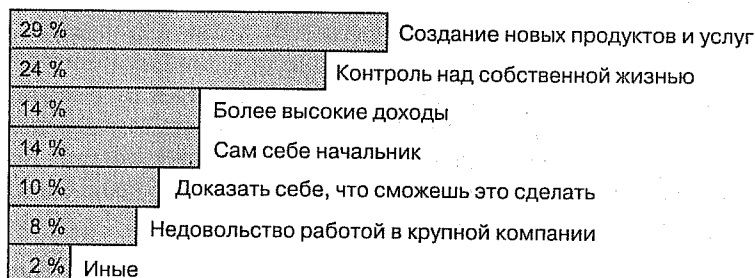 29 % Создание новых продуктов и услуг
24 % Контроль над собственной жизнью
14 % Более высокие доходы
14 % Сам себе начальник
10 % Доказать себе, что сможешь это сделать
8 % Недовольство работой в крупной компании
2 % Иные